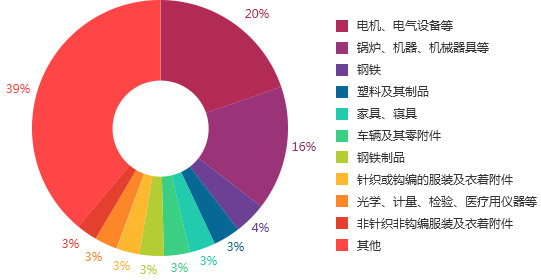 20%
16%
4%
3%
3%
3%
3%
3%
3%
3%
39%
电机、电气设备等
锅炉、机器、机械器具等
钢铁
塑料及其制品
家具、寝具
车辆及其零附件
钢铁制品
针织或钩编的服装及衣着附件
光学、计量、检验、医疗用仪器等
非针织非钩编服装及衣着附件
其他